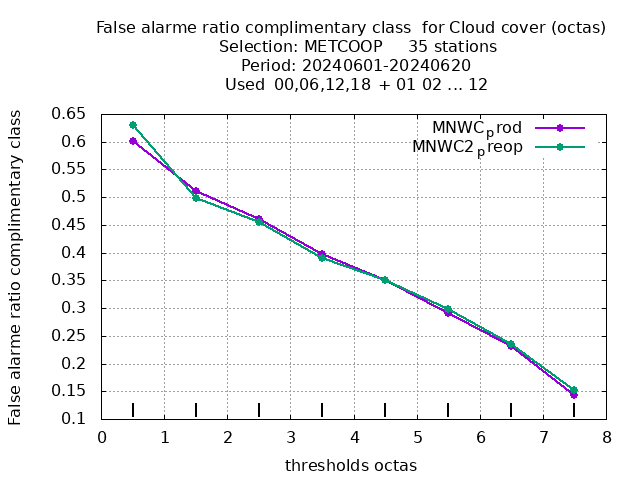 False alarme ratio complimentary class  for Cloud cover (octas)
Selection: METCOOP     35 stations
Period: 20240601-20240620
Used  00,06,12,18 + 01 02 ... 12
False alarme ratio complimentary class
0.65
0.6
0.55
0.5
0.45
0.4
0.35
0.3
0.25
0.2
0.15
0.1
MNWC_prod
MNWC2_preop
0 1 2 3 4 5 6 7 8
thresholds octas